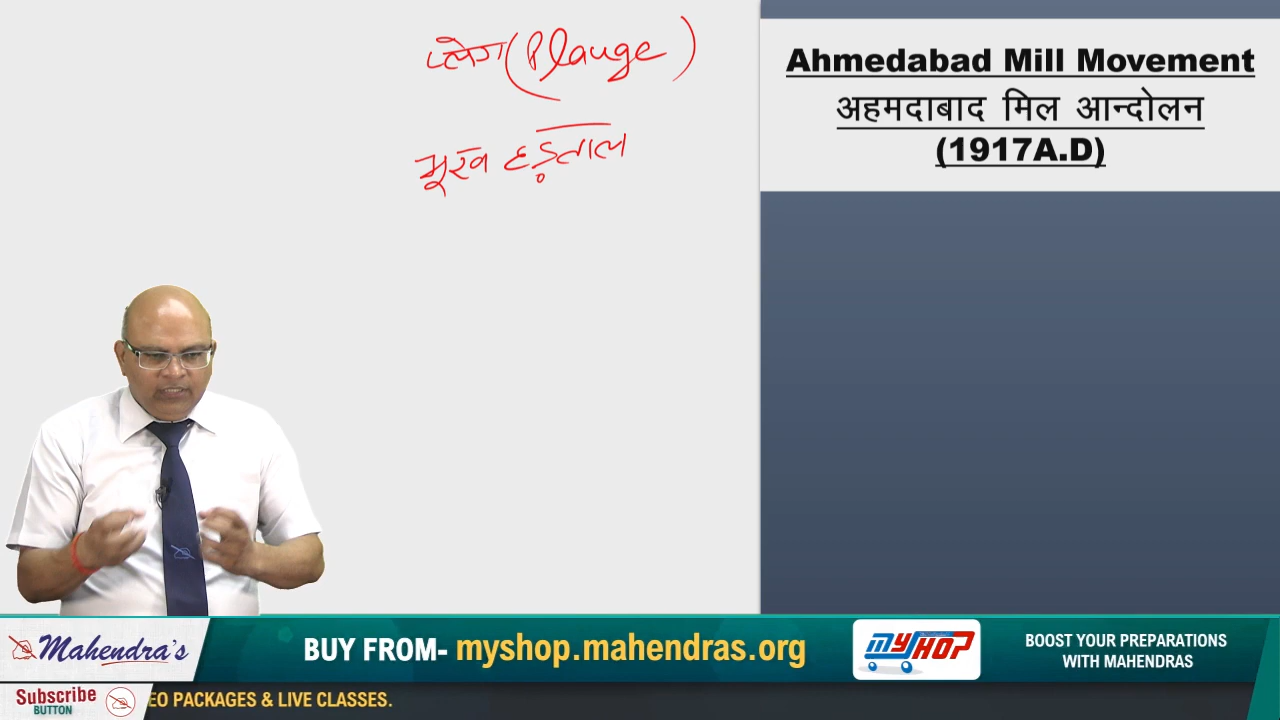 प्लेग (Plauge)
भूख हड़ताल
Ahmedabad Mill Movement
अहमदाबाद मिल आन्दोलन
(1917A.D)
Mahendra's
BUY FROM- myshop.mahendras.org
MYSHOP
BOOST YOUR PREPARATIONS
WITH MAHENDRAS
Subscribe
BUTTON
EO PACKAGES & LIVE CLASSES.